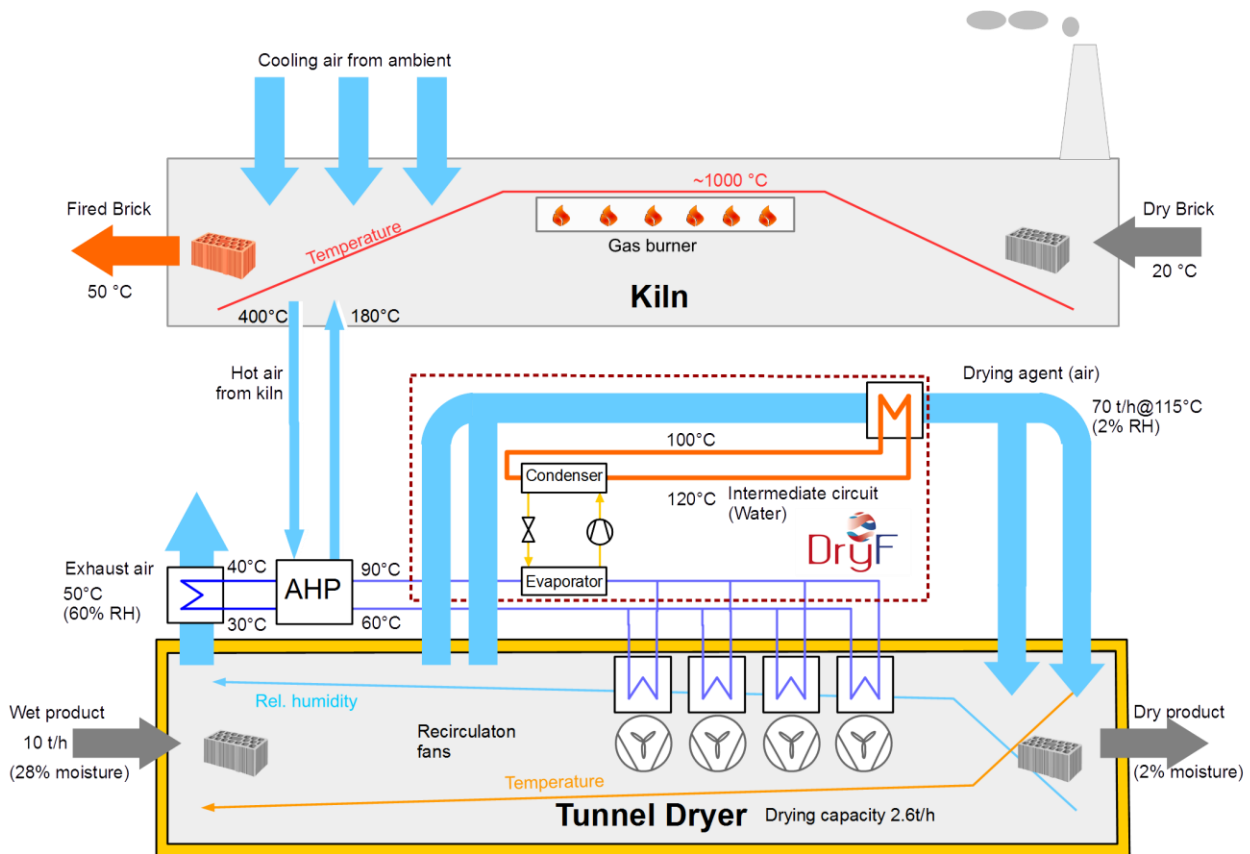 Cooling air from ambient
~1000 °C
Fired Brick
Dry Brick
Temperature
Gas burner
50 °C
20 °C
Kiln
400°C
180°C
Hot air
from kiln
Drying agent (air)
70 t/h@115°C
(2% RH)
100°C
Condenser
120°C
Intermediate circuit
(Water)
DryF
Exhaust air
50°C
(60% RH)
40°C
AHP
90°C
Evaporator
30°C
60°C
Rel. humidity
Wet product
10 t/h
(28% moisture)
Recirculaton
fans
Dry product
(2% moisture)
Temperature
Tunnel Dryer
Drying capacity 2.6t/h